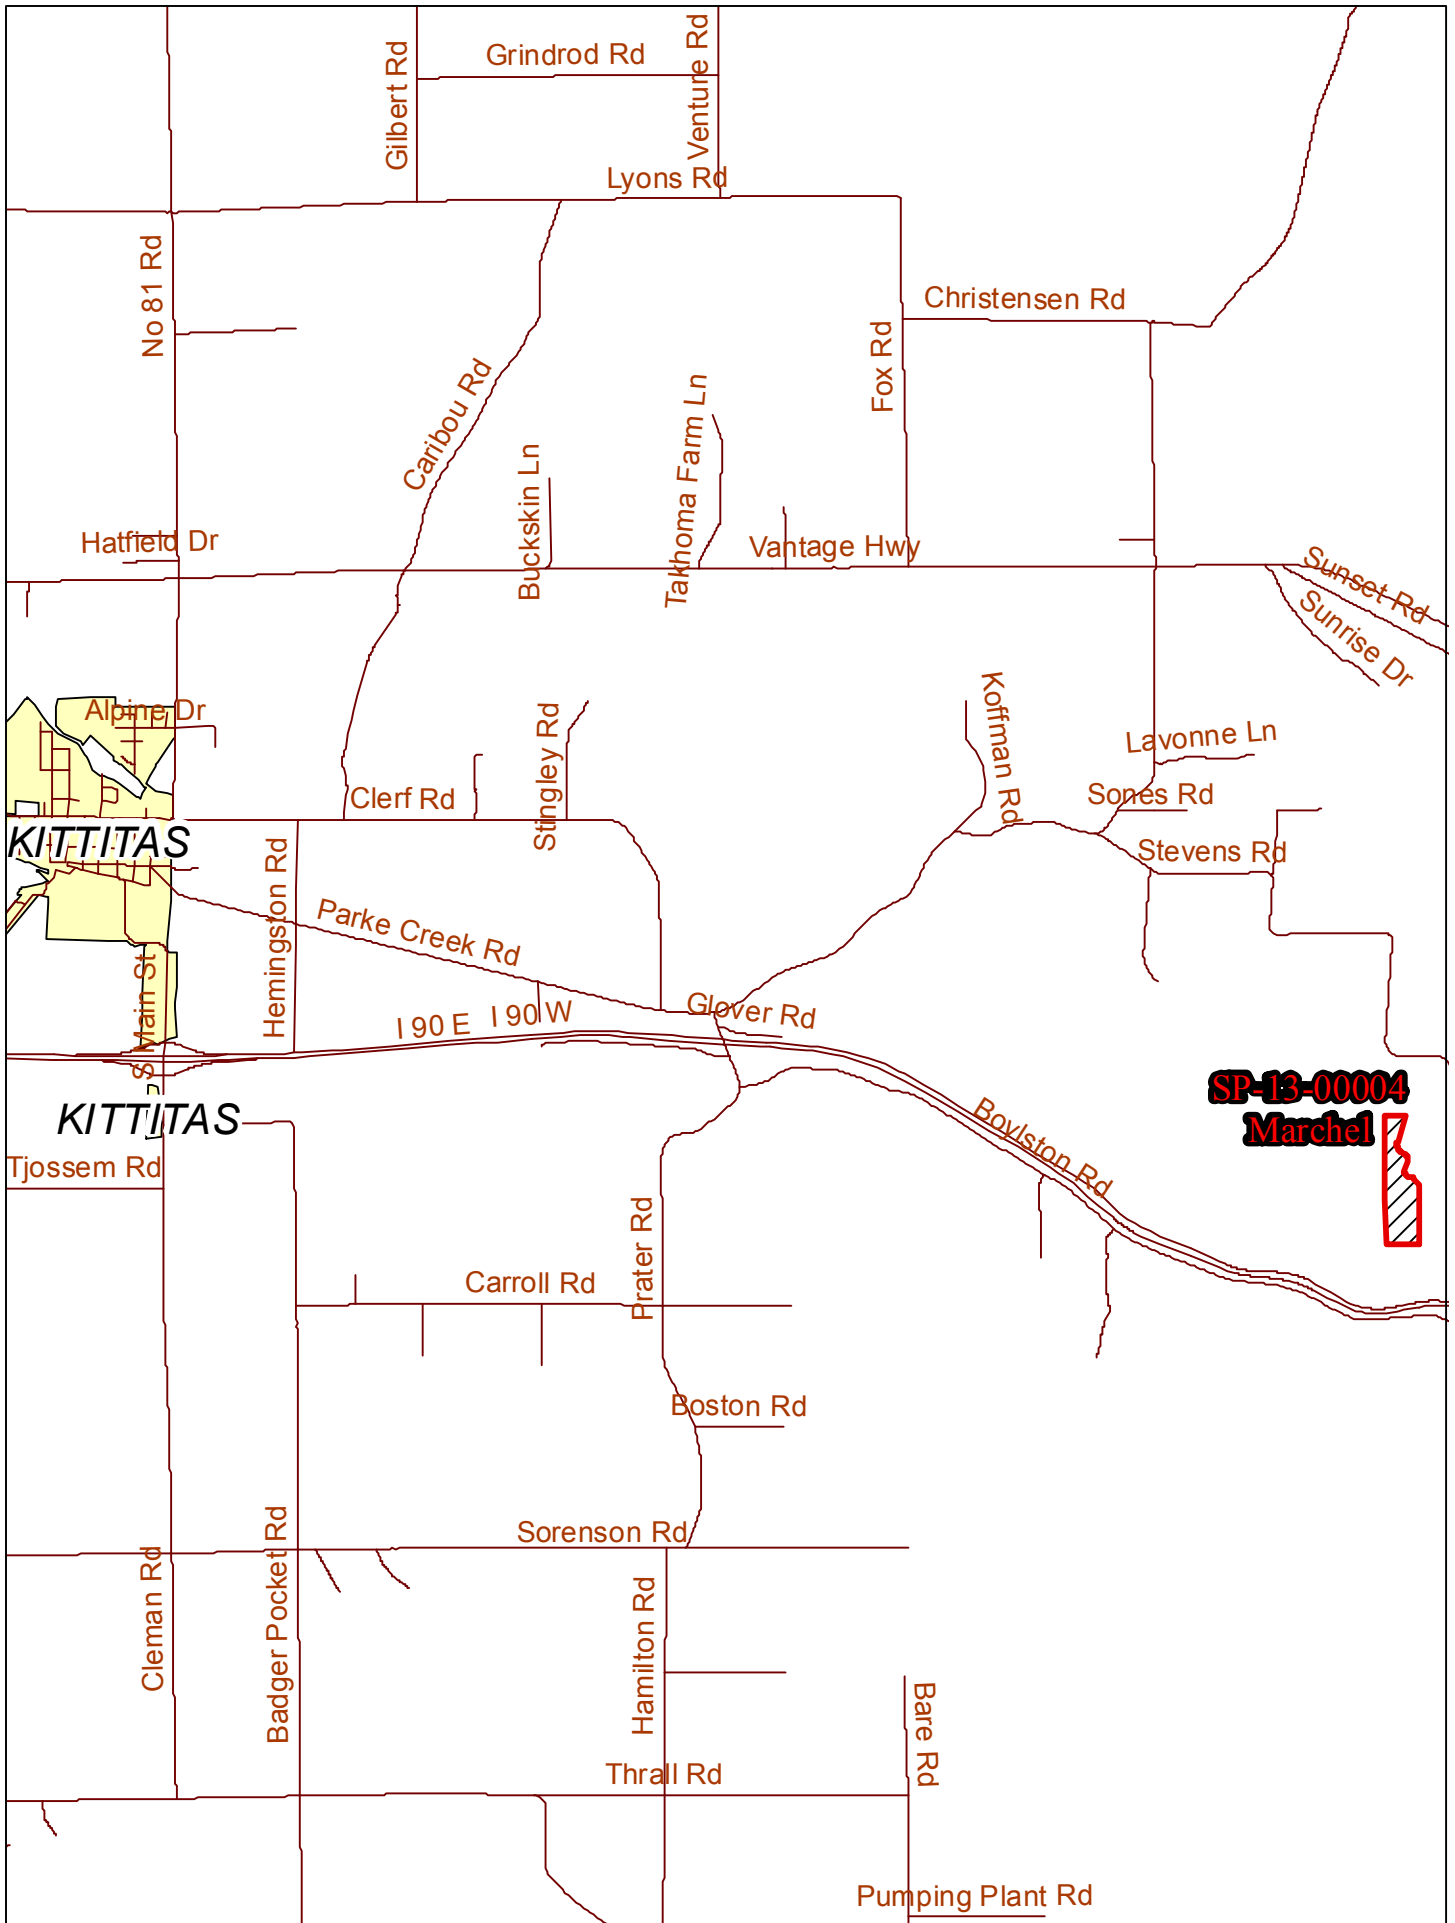 Grindrod Rd
Gilbert Rd
Venture Rd
Lyons Rd
No 81 Rd
Christensen Rd
Fox Rd
Caribou Rd
Takhoma Farm Ln
Buckskin Ln
Hatfield Dr
Vantage Hwy
Sunset Rd
Sunrise Dr
Alpine Dr
Koffman Rd
Stingley Rd
Lavonne Ln
Clerf Rd
Sones Rd
KITTITAS
Stevens Rd
Hemingston Rd
Parke Creek Rd
S Main St
I 90 E
I 90 W
Glover Rd
SP-13-00004
Marchel
KITTITAS
Boylston Rd
Tjossem Rd
Prater Rd
Carroll Rd
Boston Rd
Sorenson Rd
Cleman Rd
Badger Pocket Rd
Hamilton Rd
Bare Rd
Thrall Rd
Pumping Plant Rd